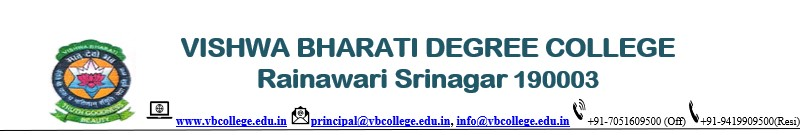 VISHWA BHARATI DEGREE COLLEGE
Rainawari Srinagar 190003
VISHWA BHARATI
TRUTH GOODNESS
BEAUTY
www.vbcollege.edu.in principal@vbcollege.edu.in, info@vbcollege.edu.in +91-7051609500 (Off) +91-9419909500(Resi)